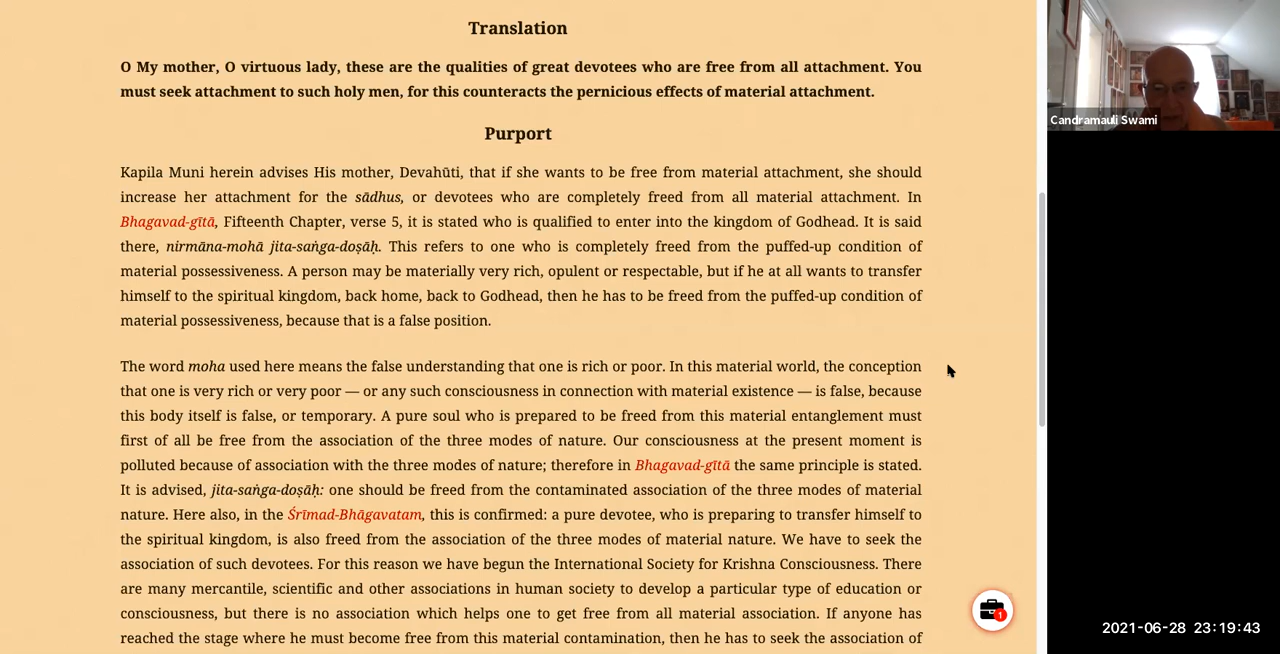 Translation
O My mother, O virtuous lady, these are the qualities of great devotees who are free from all attachment. You
must seek attachment to such holy men, for this counteracts the pernicious effects of material attachment.
Purport
Kapila Muni herein advises His mother, Devahūti, that if she wants to be free from material attachment, she should
increase her attachment for the sādhus, or devotees who are completely freed from all material attachment. In
Bhagavad-gītā, Fifteenth Chapter, verse 5, it is stated who is qualified to enter into the kingdom of Godhead. It is said
there, nirmāna-mohā jita-saṅga-doṣāḥ. This refers to one who is completely freed from the puffed-up condition of
material possessiveness. A person may be materially very rich, opulent or respectable, but if he at all wants to transfer
himself to the spiritual kingdom, back home, back to Godhead, then he has to be freed from the puffed-up condition of
material possessiveness, because that is a false position.
The word moha used here means the false understanding that one is rich or poor. In this material world, the conception
that one is very rich or very poor — or any such consciousness in connection with material existence — is false, because
this body itself is false, or temporary. A pure soul who is prepared to be freed from this material entanglement must
first of all be free from the association of the three modes of nature. Our consciousness at the present moment is
polluted because of association with the three modes of nature; therefore in Bhagavad-gītā the same principle is stated.
It is advised, jita-saṅga-doṣāḥ: one should be freed from the contaminated association of the three modes of material
nature. Here also, in the Śrīmad-Bhāgavatam, this is confirmed: a pure devotee, who is preparing to transfer himself to
the spiritual kingdom, is also freed from the association of the three modes of material nature. We have to seek the
association of such devotees. For this reason we have begun the International Society for Krishna Consciousness. There
are many mercantile, scientific and other associations in human society to develop a particular type of education or
consciousness, but there is no association which helps one to get free from all material association. If anyone has
reached the stage where he must become free from this material contamination, then he has to seek the association of
1
Candramauli Swami
2021-06-28 23:19:43